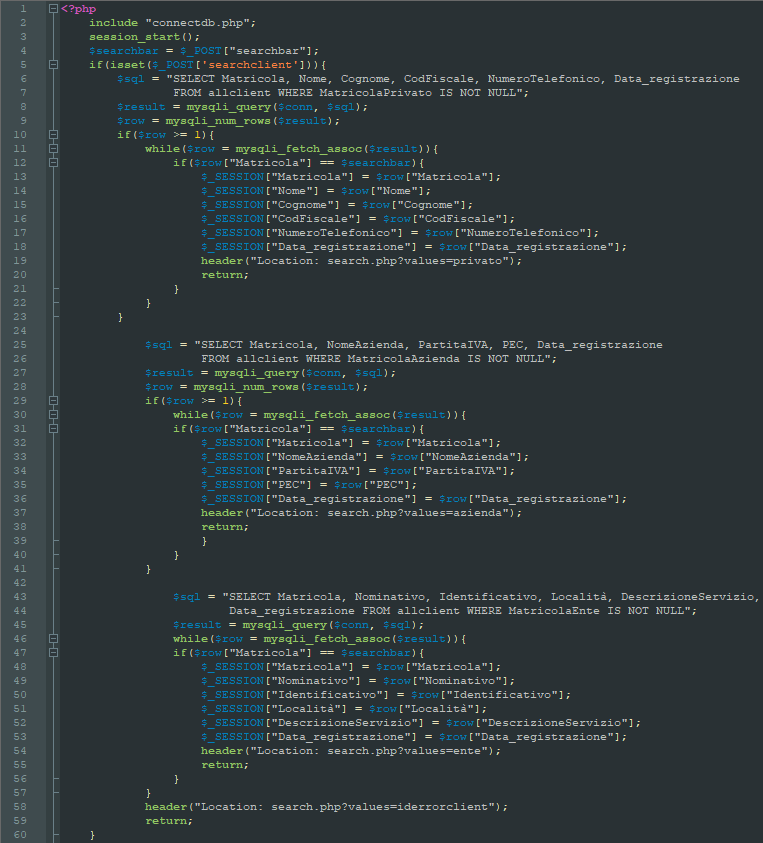 1 <?php
2 include "connectdb.php";
3 session_start();
4 $searchbar = $_POST["searchbar"];
5 if(isset($_POST['searchclient'])){
6 $sql = "SELECT Matricola, Nome, Cognome, CodFiscale, NumeroTelefonico, Data_registrazione
7 FROM allclient WHERE MatricolaPrivato IS NOT NULL";
8 $result = mysqli_query($conn, $sql);
9 $row = mysqli_num_rows($result);
10 if($row >= 1){
11 while($row = mysqli_fetch_assoc($result)){
12 if($row["Matricola"] == $searchbar){
13 $_SESSION["Matricola"] = $row["Matricola"];
14 $_SESSION["Nome"] = $row["Nome"];
15 $_SESSION["Cognome"] = $row["Cognome"];
16 $_SESSION["CodFiscale"] = $row["CodFiscale"];
17 $_SESSION["NumeroTelefonico"] = $row["NumeroTelefonico"];
18 $_SESSION["Data_registrazione"] = $row["Data_registrazione"];
19 header("Location: search.php?values=privato");
20 return;
21 }
22 }
23 }
24
25 $sql = "SELECT Matricola, NomeAzienda, PartitaIVA, PEC, Data_registrazione
26 FROM allclient WHERE MatricolaAzienda IS NOT NULL";
27 $result = mysqli_query($conn, $sql);
28 $row = mysqli_num_rows($result);
29 if($row >= 1){
30 while($row = mysqli_fetch_assoc($result)){
31 if($row["Matricola"] == $searchbar){
32 $_SESSION["Matricola"] = $row["Matricola"];
33 $_SESSION["NomeAzienda"] = $row["NomeAzienda"];
34 $_SESSION["PartitaIVA"] = $row["PartitaIVA"];
35 $_SESSION["PEC"] = $row["PEC"];
36 $_SESSION["Data_registrazione"] = $row["Data_registrazione"];
37 header("Location: search.php?values=azienda");
38 return;
39 }
40 }
41 }
42
43 $sql = "SELECT Matricola, Nominativo, Identificativo, Località, DescrizioneServizio,
44 Data_registrazione FROM allclient WHERE MatricolaEnte IS NOT NULL";
45 $result = mysqli_query($conn, $sql);
46 while($row = mysqli_fetch_assoc($result)){
47 if($row["Matricola"] == $searchbar){
48 $_SESSION["Matricola"] = $row["Matricola"];
49 $_SESSION["Nominativo"] = $row["Nominativo"];
50 $_SESSION["Identificativo"] = $row["Identificativo"];
51 $_SESSION["Località"] = $row["Località"];
52 $_SESSION["DescrizioneServizio"] = $row["DescrizioneServizio"];
53 $_SESSION["Data_registrazione"] = $row["Data_registrazione"];
54 header("Location: search.php?values=ente");
55 return;
56 }
57 }
58 header("Location: search.php?values=iderrorclient");
59 return;
60 }